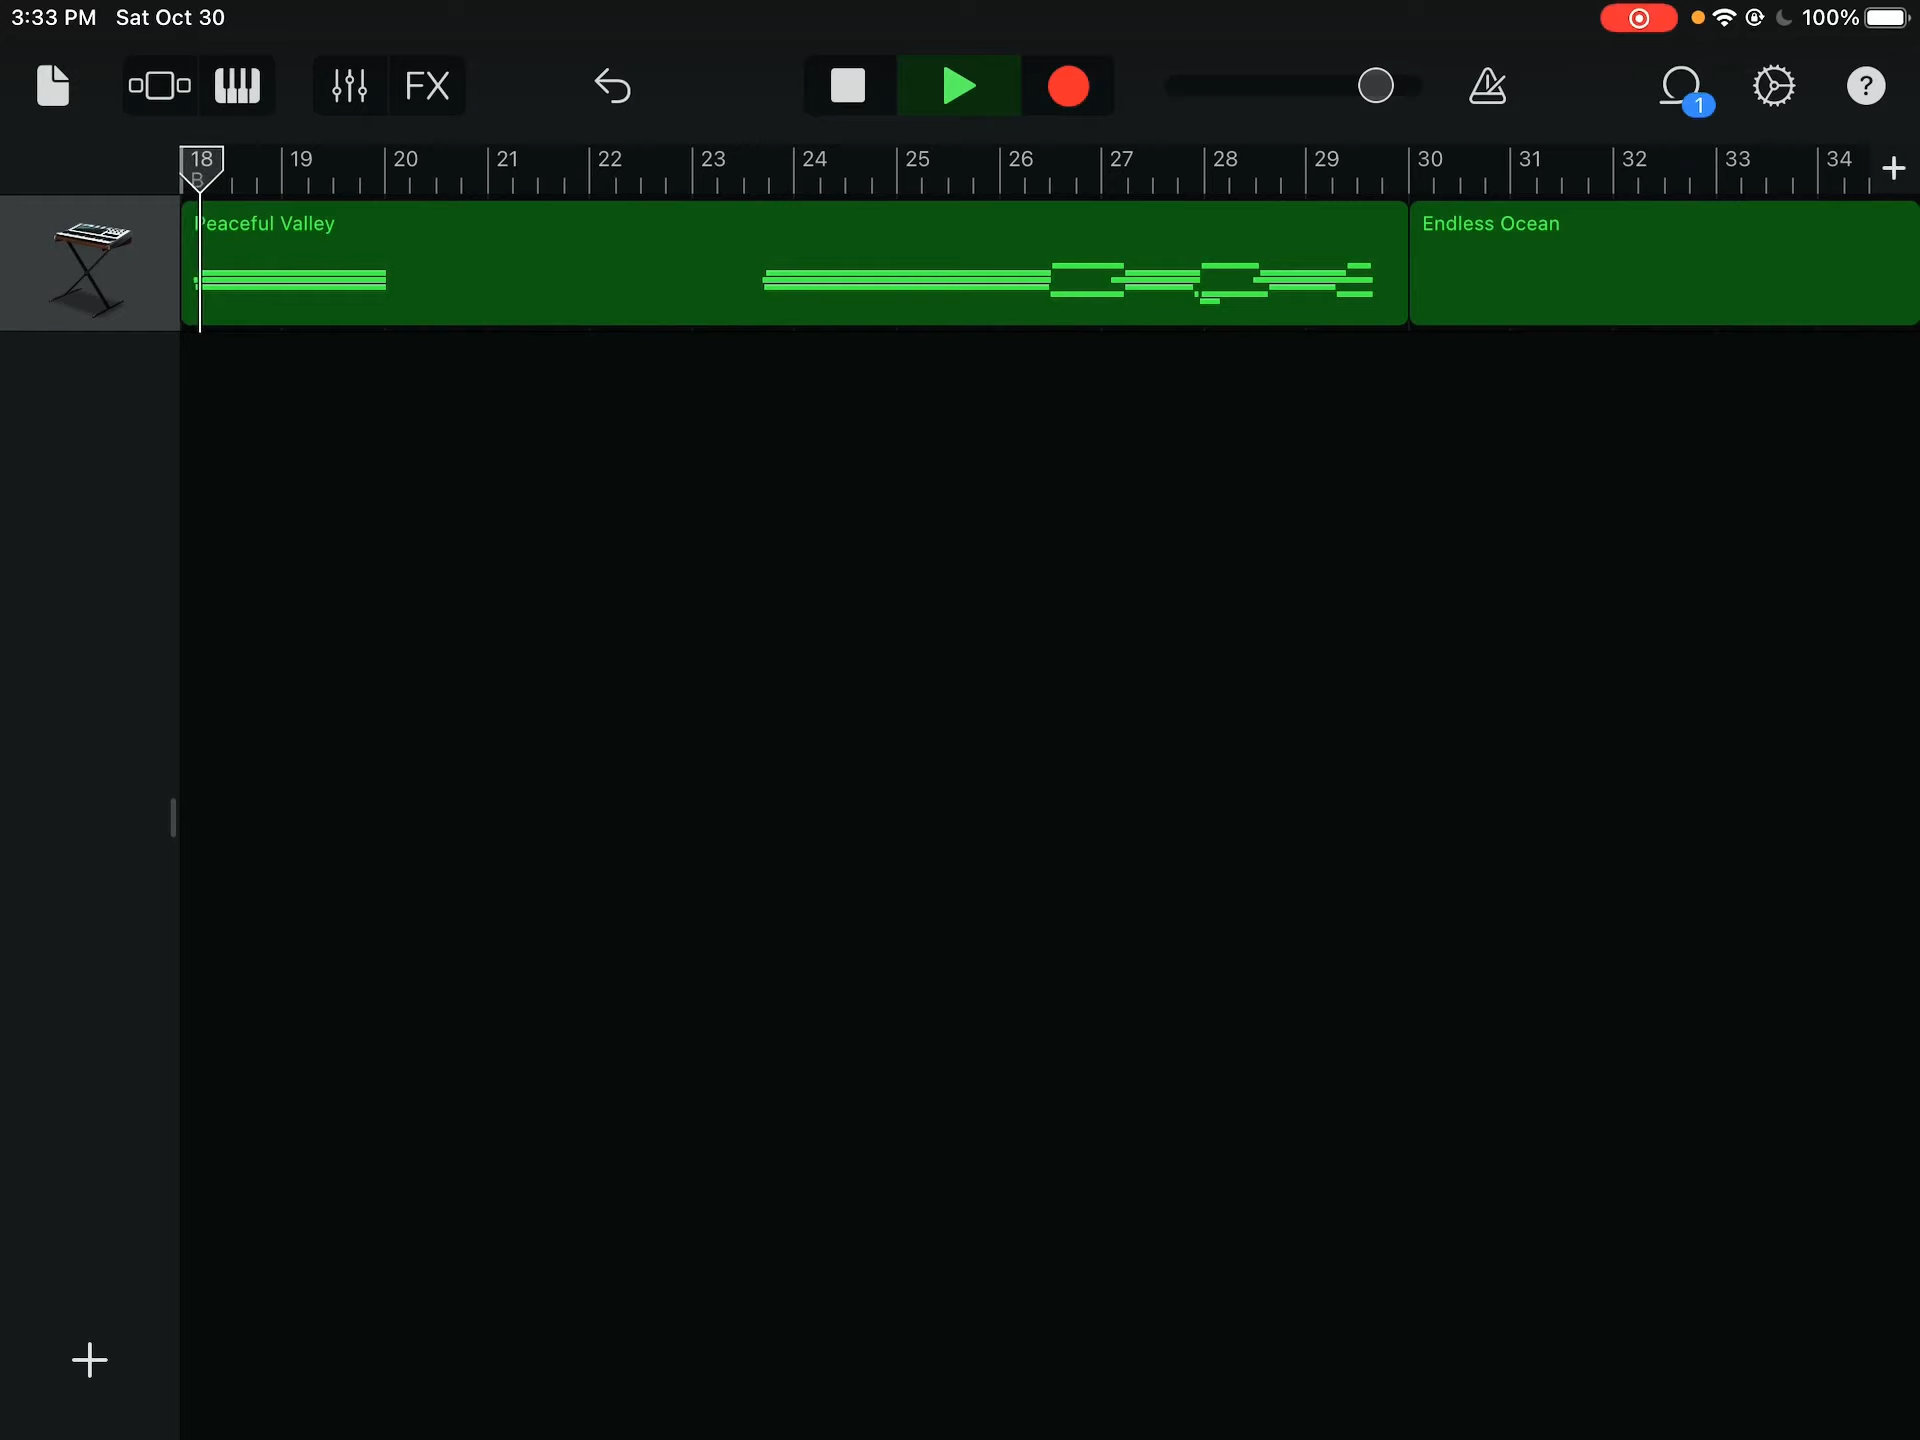 3:33 PM Sat Oct 30 100%
FX 1 ?
18 19 20 21 22 23 24 25 26 27 28 29 30 31 32 33 34 +
B
Peaceful Valley Endless Ocean
+